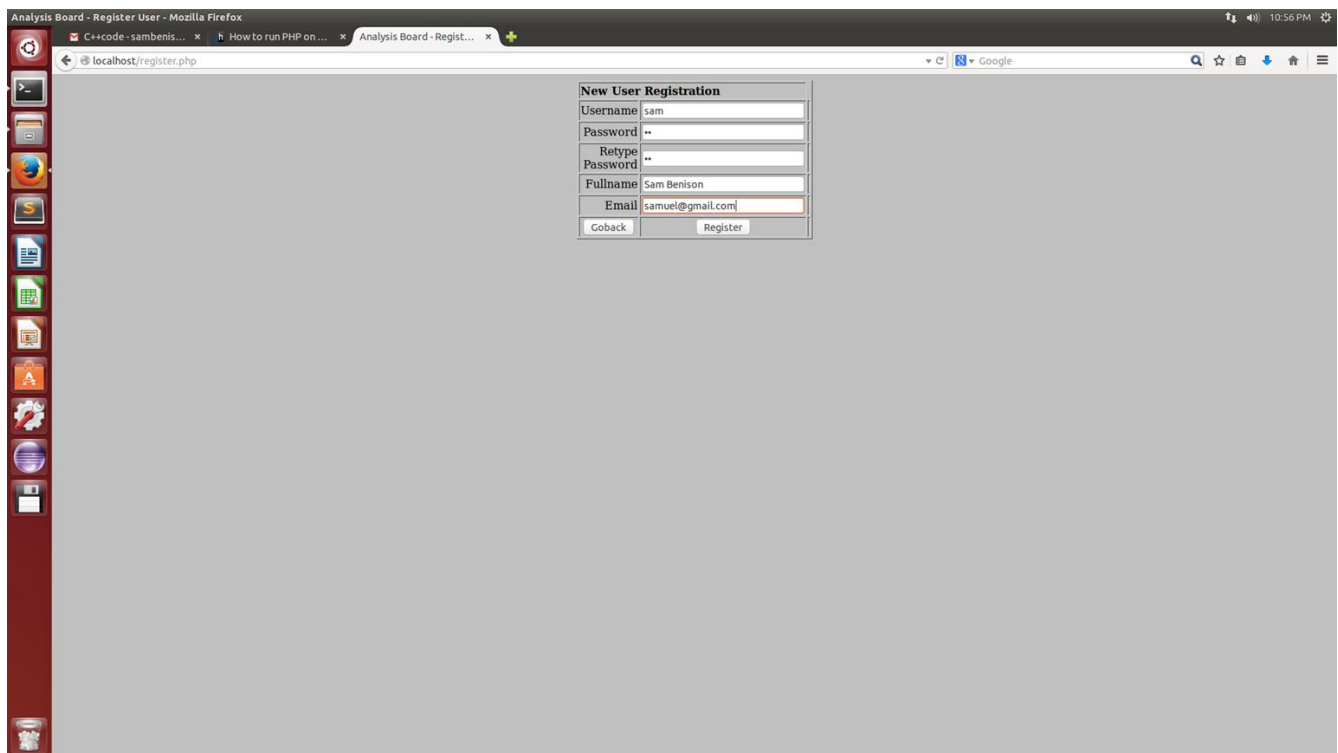 Analysis Board - Register User - Mozilla Firefox
10:56 PM
C++code - sambenis...
How to run PHP on ...
Analysis Board - Regist...
localhost/register.php
Google
New User Registration
Username sam
Password ••
Retype
Password ••
Fullname Sam Benison
Email samuel@gmail.com
Goback Register